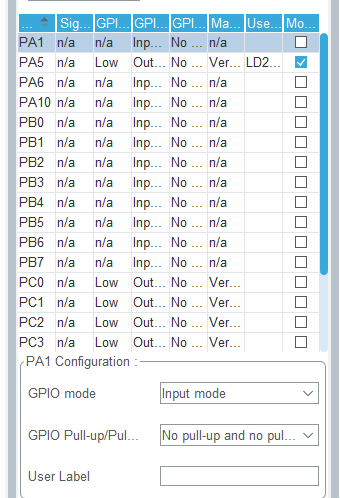 ... Sig... GPI... GPI... GPI... Ma... Use... Mo...
PA1 n/a n/a Inp... No ... n/a
PA5 n/a Low Out... No ... Ver... LD2...
PA6 n/a n/a Inp... No ... n/a
PA10 n/a n/a Inp... No ... n/a
PB0 n/a n/a Inp... No ... n/a
PB1 n/a n/a Inp... No ... n/a
PB2 n/a n/a Inp... No ... n/a
PB3 n/a n/a Inp... No ... n/a
PB4 n/a n/a Inp... No ... n/a
PB5 n/a n/a Inp... No ... n/a
PB6 n/a n/a Inp... No ... n/a
PB7 n/a n/a Inp... No ... n/a
PC0 n/a Low Out... No ... Ver...
PC1 n/a Low Out... No ... Ver...
PC2 n/a Low Out... No ... Ver...
PC3 n/a Low Out... No ... Ver...
PA1 Configuration :
GPIO mode Input mode
GPIO Pull-up/Pul... No pull-up and no pul...
User Label